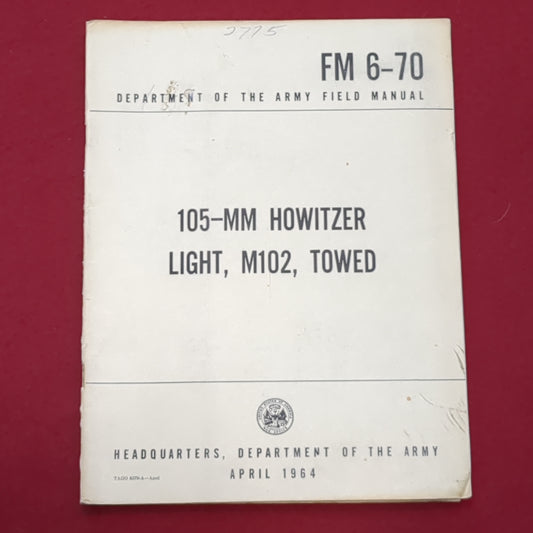 2775
FM 6-70
DEPARTMENT OF THE ARMY FIELD MANUAL
105-MM HOWITZER
LIGHT, M102, TOWED
HEADQUARTERS, DEPARTMENT OF THE ARMY
APRIL 1964